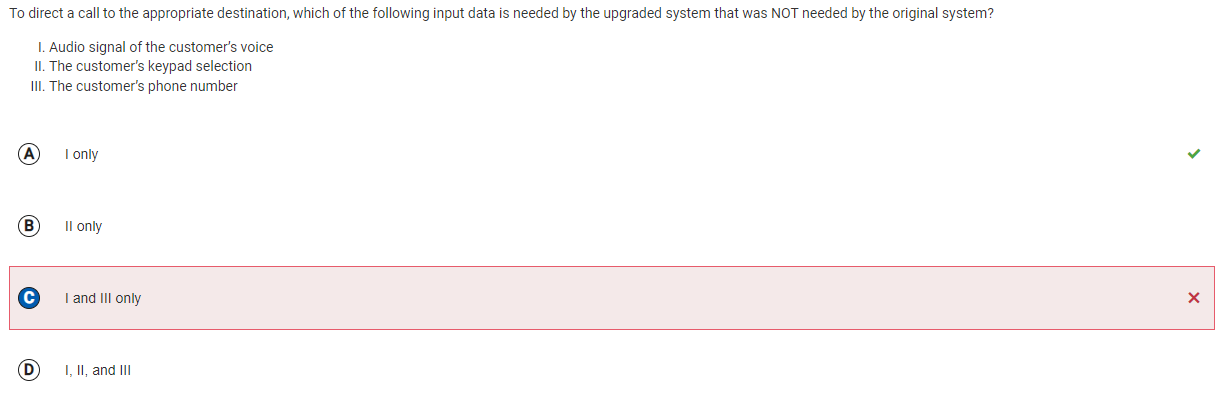 To direct a call to the appropriate destination, which of the following input data is needed by the upgraded system that was NOT needed by the original system?
I. Audio signal of the customer's voice
II. The customer's keypad selection
III. The customer's phone number
A I only
B II only
C I and III only
D I, II, and III